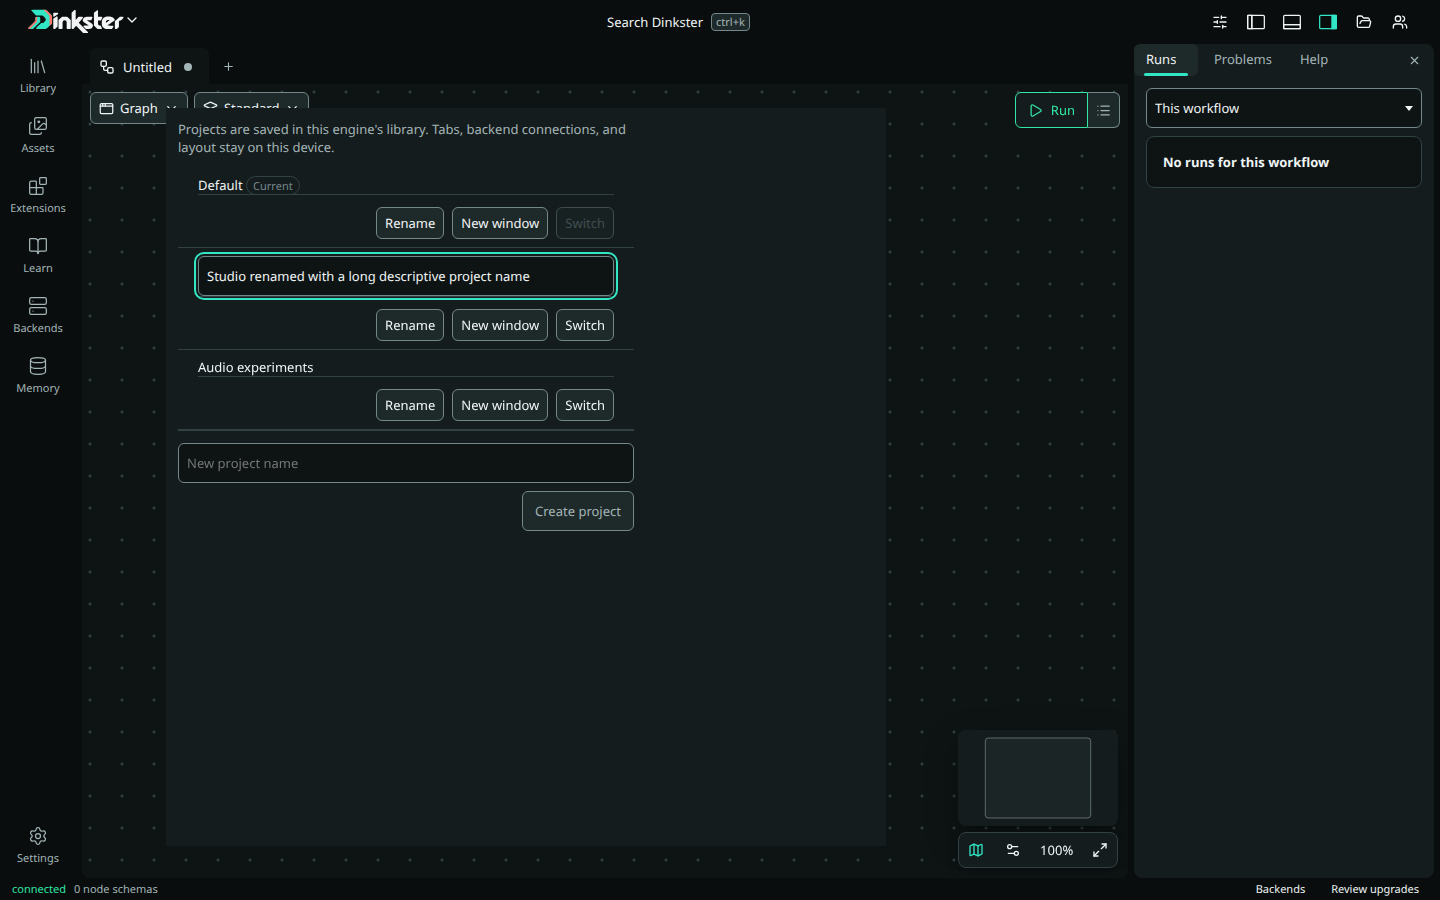 Dinkster
Search Dinkster ctrl+k
Library
Assets
Extensions
Learn
Backends
Memory
Settings
Untitled
Graph
Standard
Run
Projects are saved in this engine's library. Tabs, backend connections, and
layout stay on this device.
Default Current
Rename New window Switch
Studio renamed with a long descriptive project name
Rename New window Switch
Audio experiments
Rename New window Switch
New project name
Create project
100%
Runs Problems Help
This workflow
No runs for this workflow
connected 0 node schemas
Backends Review upgrades